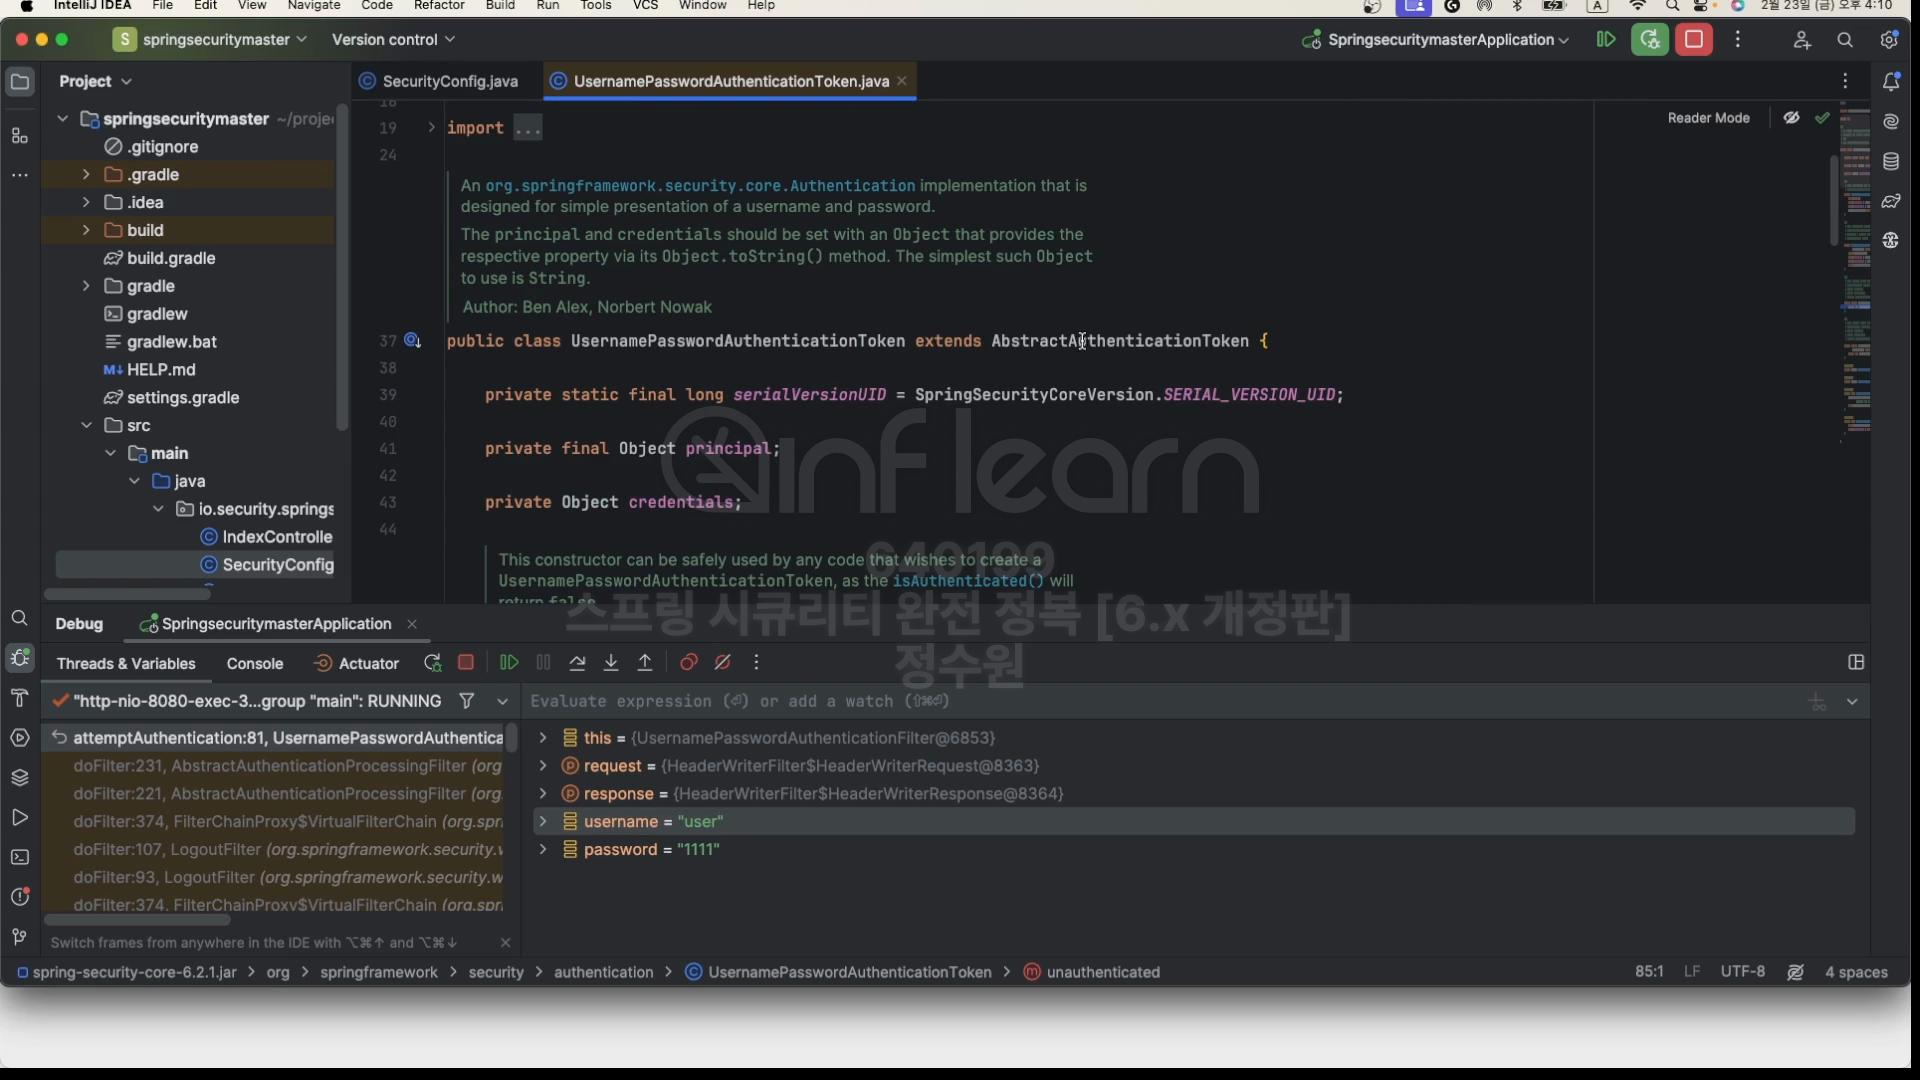 IntelliJ IDEA File Edit View Navigate Code Refactor Build Run Tools VCS Window Help A 2월 23일 (금) 오후 4:10
S springsecuritymaster Version control SpringsecuritymasterApplication
Project SecurityConfig.java UsernamePasswordAuthenticationToken.java
springsecuritymaster ~/proje
.gitignore
.gradle
.idea
build
build.gradle
gradle
gradlew
gradlew.bat
HELP.md
settings.gradle
src
main
java
io.security.springs
IndexControlle
SecurityConfig
18
19 import ... Reader Mode
24
An org.springframework.security.core.Authentication implementation that is
designed for simple presentation of a username and password.
The principal and credentials should be set with an Object that provides the
respective property via its Object.toString() method. The simplest such Object
to use is String.
Author: Ben Alex, Norbert Nowak
37 public class UsernamePasswordAuthenticationToken extends AbstractAuthenticationToken {
38
39 private static final long serialVersionUID = SpringSecurityCoreVersion.SERIAL_VERSION_UID;
40
41 private final Object principal;
42
43 private Object credentials;
44
This constructor can be safely used by any code that wishes to create a
UsernamePasswordAuthenticationToken, as the isAuthenticated() will
return false.
inflearn
640199
스프링 시큐리티 완전 정복 [6.x 개정판]
정수원
Debug SpringsecuritymasterApplication
Threads & Variables Console Actuator
"http-nio-8080-exec-3...group "main": RUNNING Evaluate expression (⏎) or add a watch (⇧⌘⏎)
attemptAuthentication:81, UsernamePasswordAuthentica
doFilter:231, AbstractAuthenticationProcessingFilter (org
doFilter:221, AbstractAuthenticationProcessingFilter (org.
doFilter:374, FilterChainProxy$VirtualFilterChain (org.spri
doFilter:107, LogoutFilter (org.springframework.security.v
doFilter:93, LogoutFilter (org.springframework.security.w
doFilter:374, FilterChainProxy$VirtualFilterChain (org.spri
this = {UsernamePasswordAuthenticationFilter@6853}
request = {HeaderWriterFilter$HeaderWriterRequest@8363}
response = {HeaderWriterFilter$HeaderWriterResponse@8364}
username = "user"
password = "1111"
Switch frames from anywhere in the IDE with ⌥⌘↑ and ⌥⌘↓
spring-security-core-6.2.1.jar > org > springframework > security > authentication > UsernamePasswordAuthenticationToken > unauthenticated 85:1 LF UTF-8 4 spaces